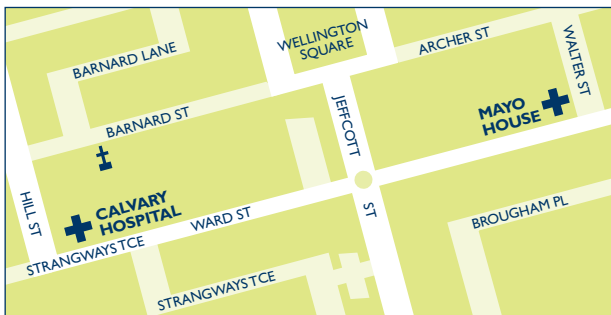 WELLINGTON
SQUARE
BARNARD LANE
ARCHER ST
WALTER ST
BARNARD ST
JEFFCOTT
MAYO
HOUSE
HILL ST
CALVARY
HOSPITAL
WARD ST
ST
BROUGHAM PL
STRANGWAYS TCE
STRANGWAYS TCE